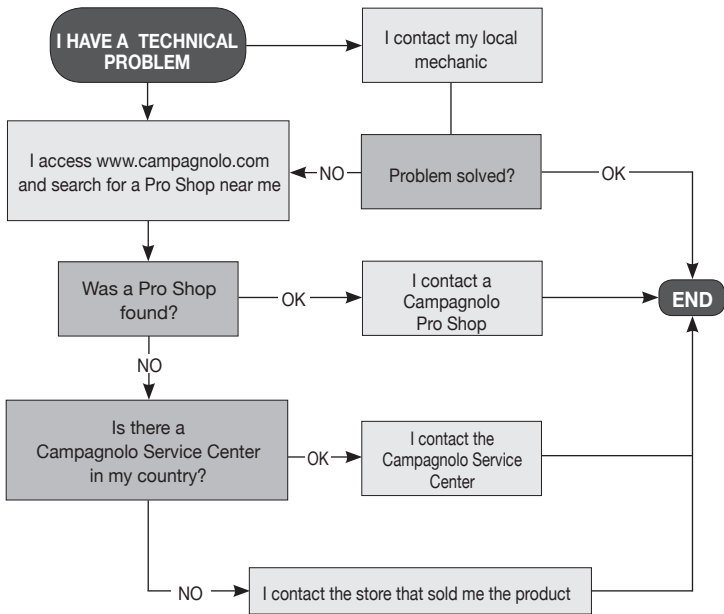 I HAVE A TECHNICAL
PROBLEM
I contact my local
mechanic
I access www.campagnolo.com
and search for a Pro Shop near me
NO
Problem solved?
OK
Was a Pro Shop
found?
OK
I contact a
Campagnolo
Pro Shop
END
NO
Is there a
Campagnolo Service Center
in my country?
OK
I contact the
Campagnolo Service
Center
NO
I contact the store that sold me the product